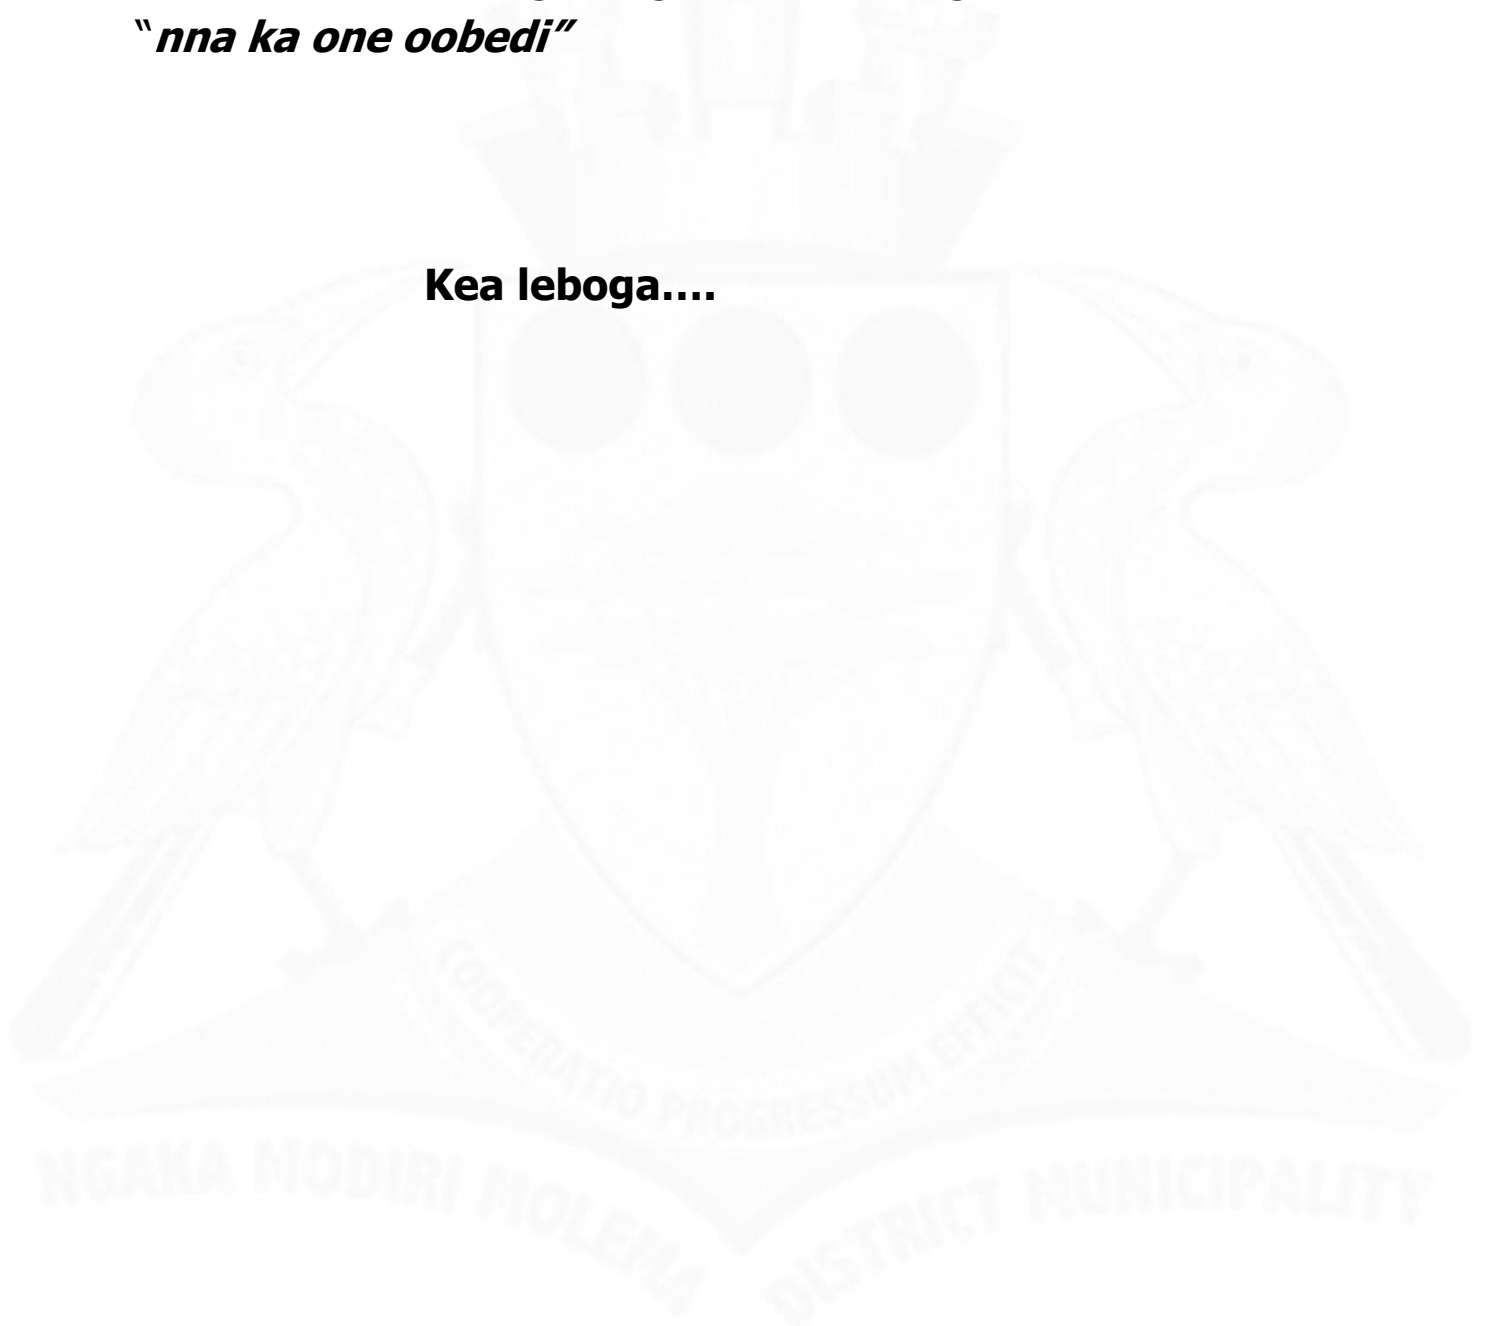 “nna ka one oobedi”
Kea leboga....
COOPERATIO PROGRESSUM EFFICIT
NGAKA MODIRI MOLEMA DISTRICT MUNICIPALITY